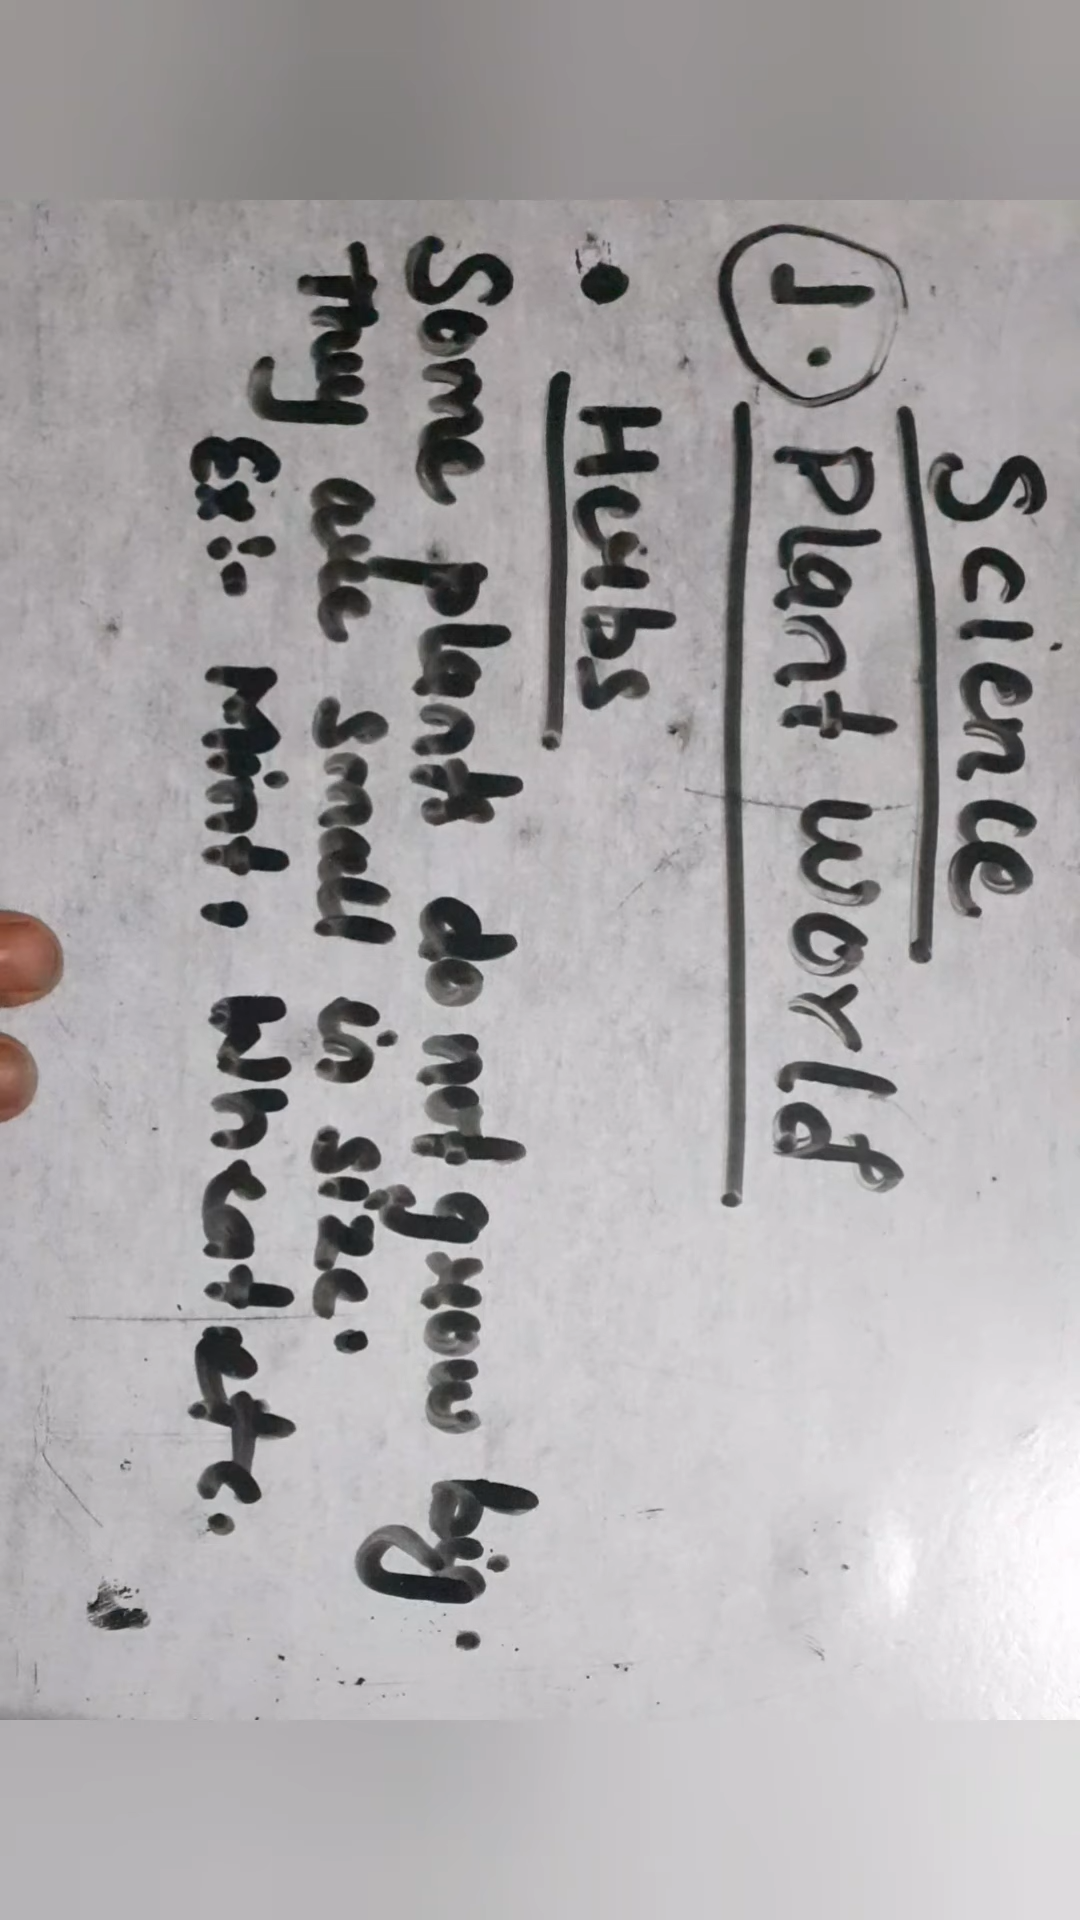 Science
1. Plant World
• Herbs
Some plants do not grow big.
They are small in size.
Ex:- Mint, Wheat etc.